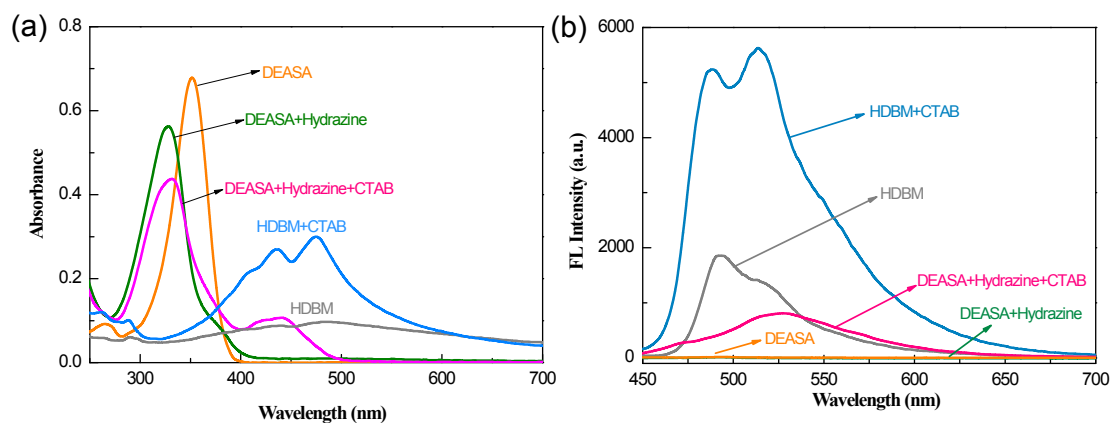 (a)
0.8
0.6
0.4
0.2
0.0
Absorbance
DEASA
DEASA+Hydrazine
DEASA+Hydrazine+CTAB
HDBM+CTAB
HDBM
300
400
500
600
700
Wavelength (nm)
(b)
6000
4000
2000
0
FL Intensity (a.u.)
HDBM+CTAB
HDBM
DEASA+Hydrazine+CTAB
DEASA+Hydrazine
DEASA
450
500
550
600
650
700
Wavelength (nm)